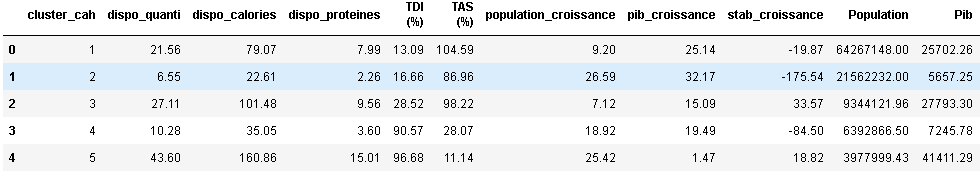 cluster_cah dispo_quanti dispo_calories dispo_proteines TDI (%) TAS (%) population_croissance pib_croissance stab_croissance Population Pib
0 1 21.56 79.07 7.99 13.09 104.59 9.20 25.14 -19.87 64267148.00 25702.26
1 2 6.55 22.61 2.26 16.66 86.96 26.59 32.17 -175.54 21562232.00 5657.25
2 3 27.11 101.48 9.56 28.52 98.22 7.12 15.09 33.57 9344121.96 27793.30
3 4 10.28 35.05 3.60 90.57 28.07 18.92 19.49 -84.50 6392866.50 7245.78
4 5 43.60 160.86 15.01 96.68 11.14 25.42 1.47 18.82 3977999.43 41411.29